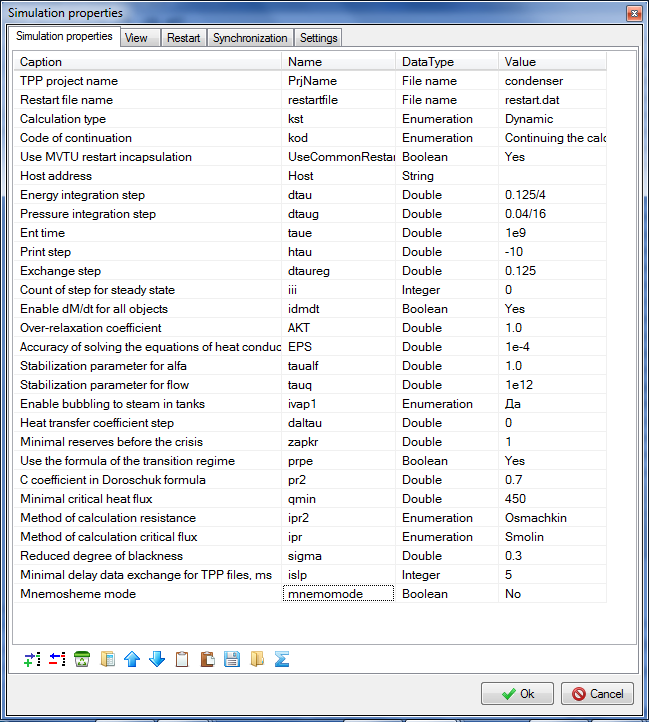 Simulation properties
Simulation properties View Restart Synchronization Settings
Caption Name DataType Value
TPP project name PrjName File name condenser
Restart file name restartfile File name restart.dat
Calculation type kst Enumeration Dynamic
Code of continuation kod Enumeration Continuing the calc
Use MVTU restart incapsulation UseCommonRestar Boolean Yes
Host address Host String
Energy integration step dtau Double 0.125/4
Pressure integration step dtaug Double 0.04/16
Ent time taue Double 1e9
Print step htau Double -10
Exchange step dtaureg Double 0.125
Count of step for steady state iii Integer 0
Enable dM/dt for all objects idmdt Boolean Yes
Over-relaxation coefficient AKT Double 1.0
Accuracy of solving the equations of heat conduc EPS Double 1e-4
Stabilization parameter for alfa taualf Double 1.0
Stabilization parameter for flow tauq Double 1e12
Enable bubbling to steam in tanks ivap1 Enumeration Да
Heat transfer coefficient step daltau Double 0
Minimal reserves before the crisis zapkr Double 1
Use the formula of the transition regime prpe Boolean Yes
C coefficient in Doroschuk formula pr2 Double 0.7
Minimal critical heat flux qmin Double 450
Method of calculation resistance ipr2 Enumeration Osmachkin
Method of calculation critical flux ipr Enumeration Smolin
Reduced degree of blackness sigma Double 0.3
Minimal delay data exchange for TPP files, ms islp Integer 5
Mnemosheme mode mnemomode Boolean No
Ok Cancel